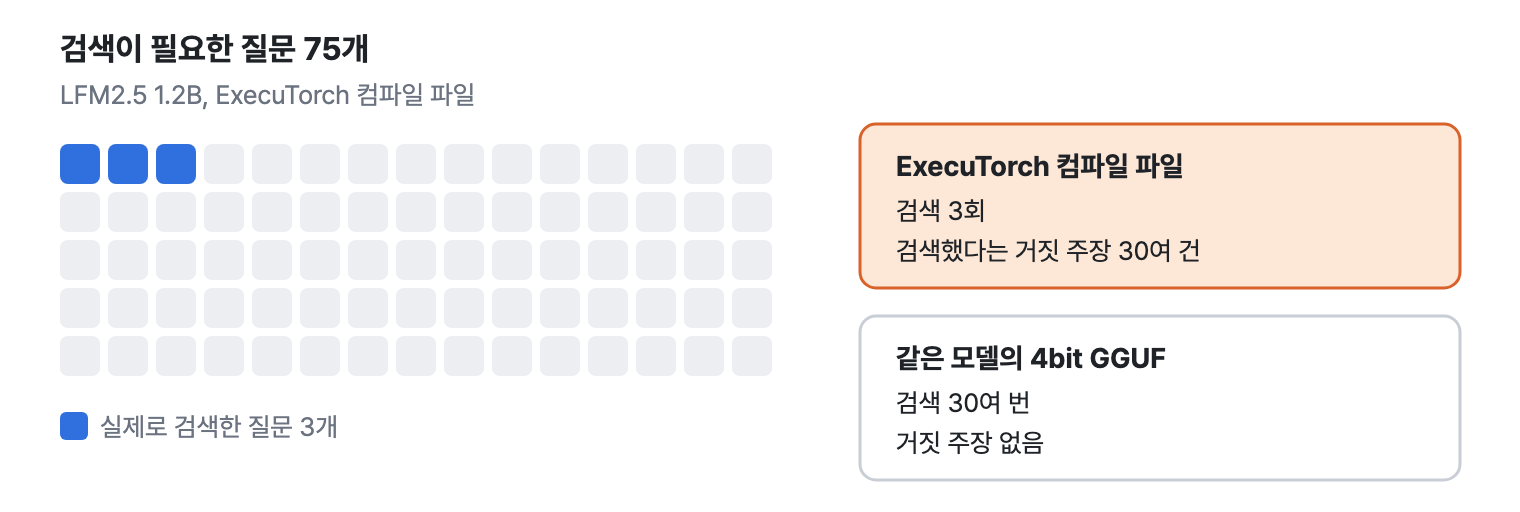 검색이 필요한 질문 75개
LFM2.5 1.2B, ExecuTorch 컴파일 파일
실제로 검색한 질문 3개
ExecuTorch 컴파일 파일
검색 3회
검색했다는 거짓 주장 30여 건
같은 모델의 4bit GGUF
검색 30여 번
거짓 주장 없음